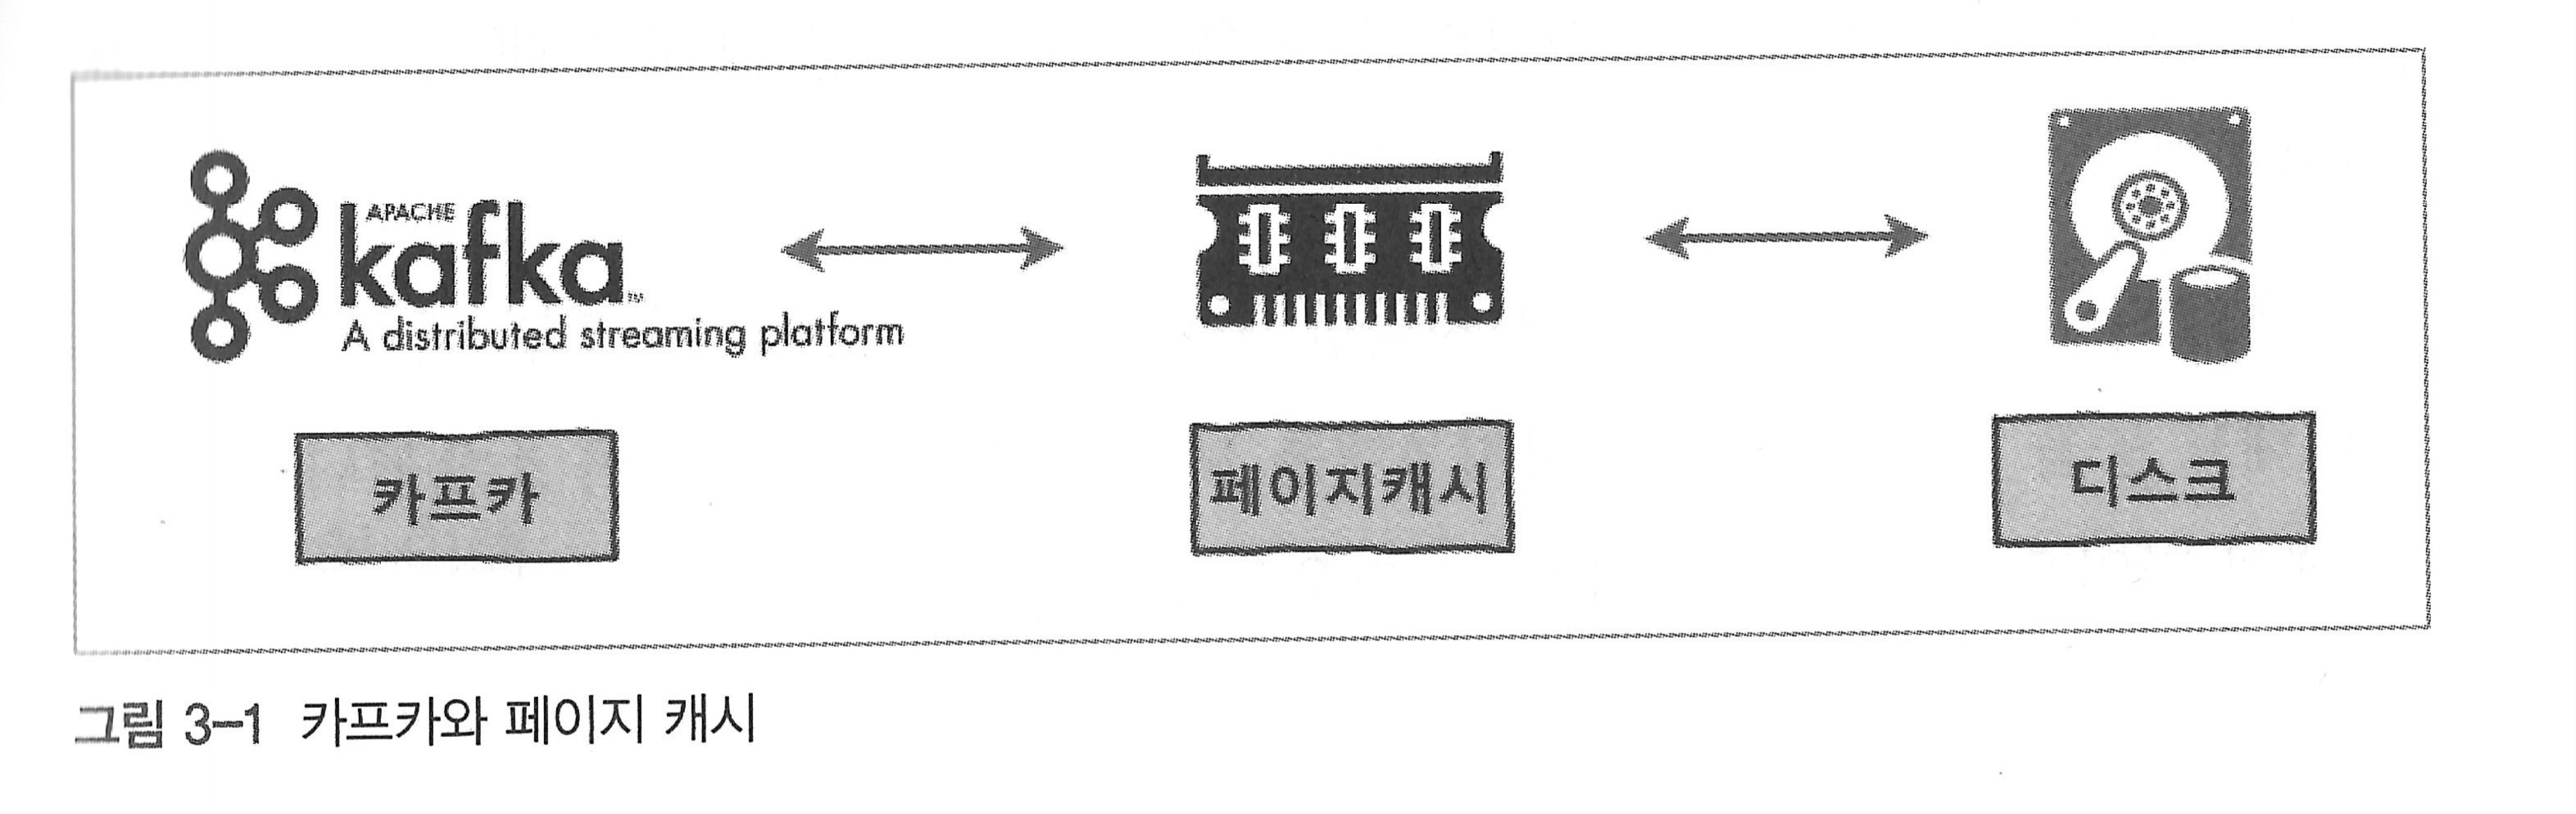 APACHE
kafka™
A distributed streaming platform
카프카
페이지캐시
디스크
그림 3-1 카프카와 페이지 캐시